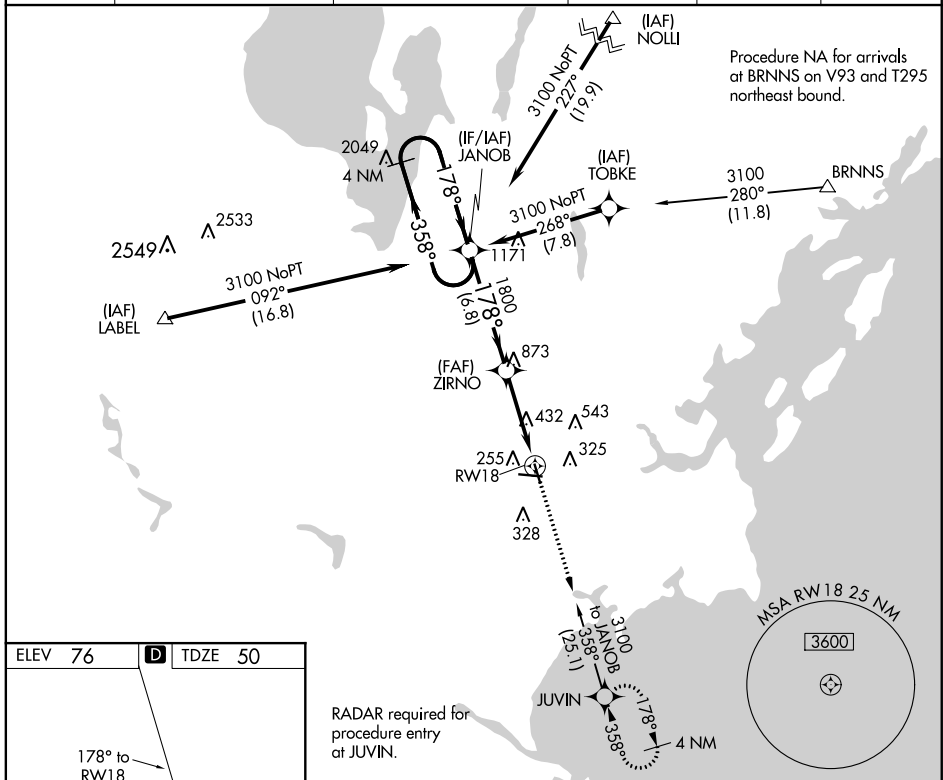 (IAF)
NOLLI
Procedure NA for arrivals
at BRNNS on V93 and T295
northeast bound.
3100 NoPT
227°
(19.9)
2049
4 NM
(IF/IAF)
JANOB
178°
358°
(IAF)
TOBKE
3100
280°
(11.8)
BRNNS
3100 NoPT
268°
(7.8)
1171
2549
2533
3100 NoPT
092°
(16.8)
(IAF)
LABEL
1800
178°
(6.8)
(FAF)
ZIRNO
873
432
543
255
RW18
325
328
3100
to JANOB
358°
(25.1)
JUVIN
178°
358°
4 NM
MSA RW18 25 NM
3600
ELEV 76
D
TDZE 50
178° to
RW18
RADAR required for
procedure entry
at JUVIN.